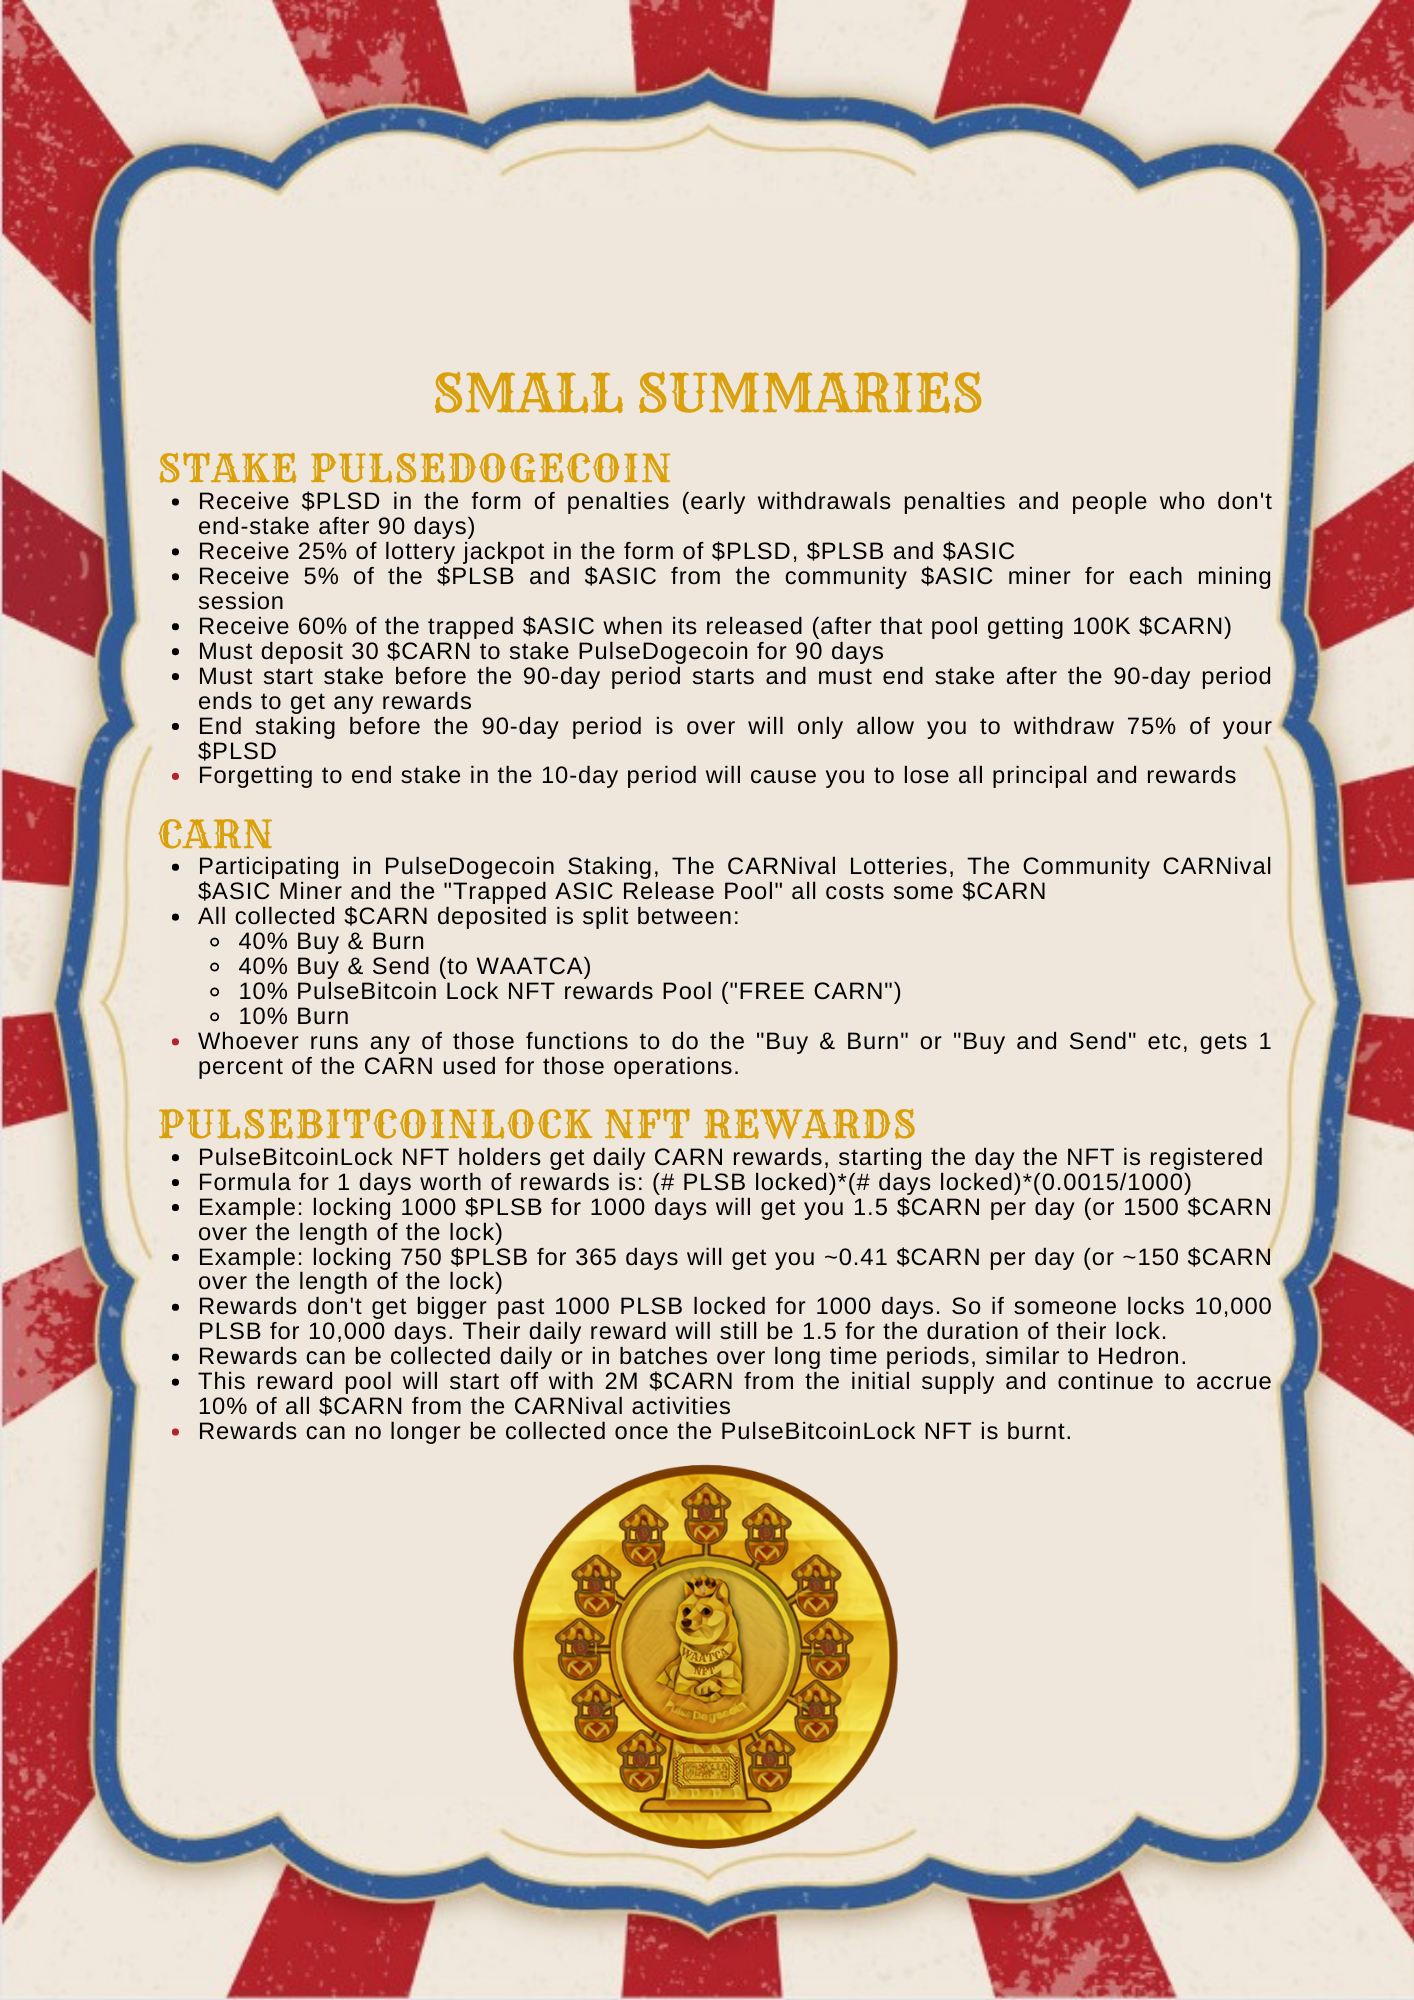 SMALL SUMMARIES
STAKE PULSEDOGECOIN
• Receive $PLSD in the form of penalties (early withdrawals penalties and people who don't
end-stake after 90 days)
• Receive 25% of lottery jackpot in the form of $PLSD, $PLSB and $ASIC
• Receive 5% of the $PLSB and $ASIC from the community $ASIC miner for each mining
session
• Receive 60% of the trapped $ASIC when its released (after that pool getting 100K $CARN)
• Must deposit 30 $CARN to stake PulseDogecoin for 90 days
• Must start stake before the 90-day period starts and must end stake after the 90-day period
ends to get any rewards
• End staking before the 90-day period is over will only allow you to withdraw 75% of your
$PLSD
• Forgetting to end stake in the 10-day period will cause you to lose all principal and rewards
CARN
• Participating in PulseDogecoin Staking, The CARNival Lotteries, The Community CARNival
$ASIC Miner and the "Trapped ASIC Release Pool" all costs some $CARN
• All collected $CARN deposited is split between:
◦ 40% Buy & Burn
◦ 40% Buy & Send (to WAATCA)
◦ 10% PulseBitcoin Lock NFT rewards Pool ("FREE CARN")
◦ 10% Burn
• Whoever runs any of those functions to do the "Buy & Burn" or "Buy and Send" etc, gets 1
percent of the CARN used for those operations.
PULSEBITCOINLOCK NFT REWARDS
• PulseBitcoinLock NFT holders get daily CARN rewards, starting the day the NFT is registered
• Formula for 1 days worth of rewards is: (# PLSB locked)*(# days locked)*(0.0015/1000)
• Example: locking 1000 $PLSB for 1000 days will get you 1.5 $CARN per day (or 1500 $CARN
over the length of the lock)
• Example: locking 750 $PLSB for 365 days will get you ~0.41 $CARN per day (or ~150 $CARN
over the length of the lock)
• Rewards don't get bigger past 1000 PLSB locked for 1000 days. So if someone locks 10,000
PLSB for 10,000 days. Their daily reward will still be 1.5 for the duration of their lock.
• Rewards can be collected daily or in batches over long time periods, similar to Hedron.
• This reward pool will start off with 2M $CARN from the initial supply and continue to accrue
10% of all $CARN from the CARNival activities
• Rewards can no longer be collected once the PulseBitcoinLock NFT is burnt.
WAATCA
NFT
PulseDogecoin